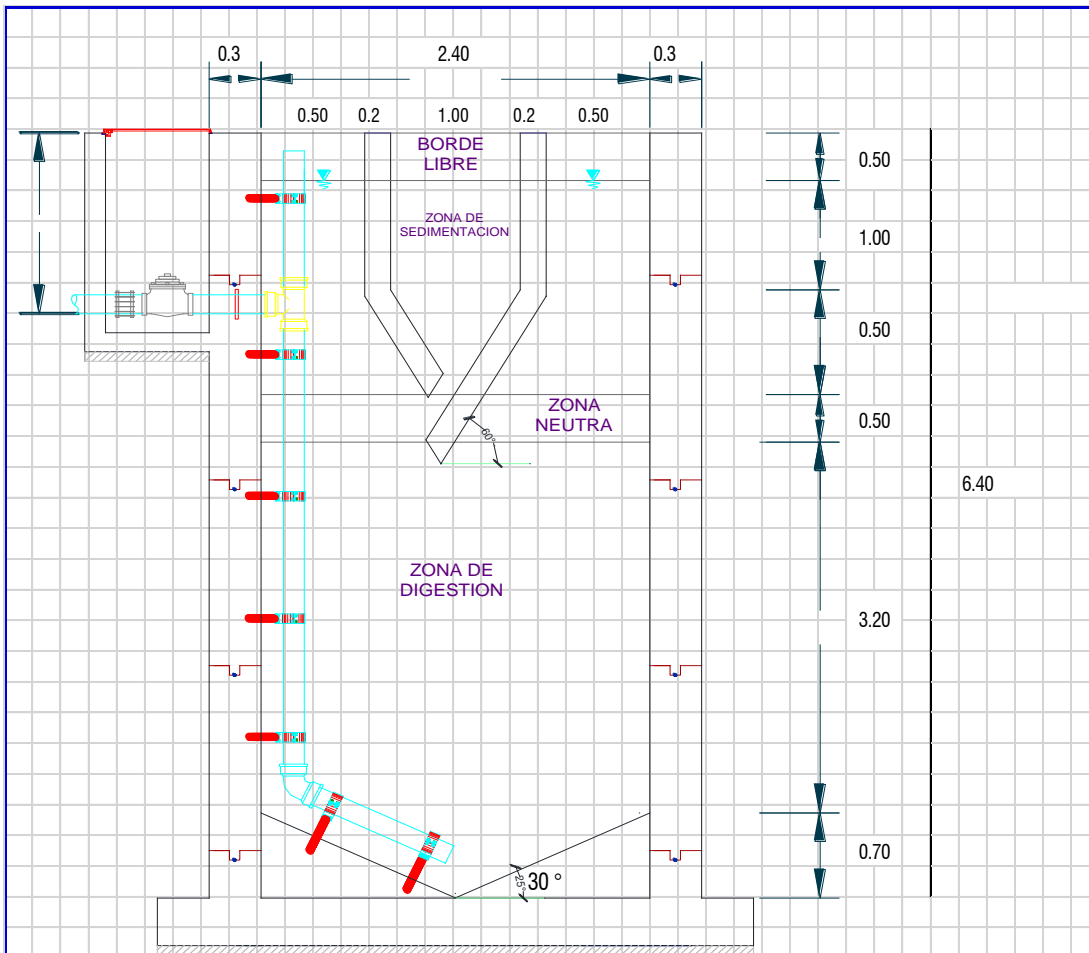 0.3
2.40
0.3
0.50
0.2
1.00
0.2
0.50
BORDE
LIBRE
0.50
ZONA DE
SEDIMENTACION
1.00
0.50
ZONA
NEUTRA
0.50
60°
6.40
ZONA DE
DIGESTION
3.20
0.70
25°
30 °